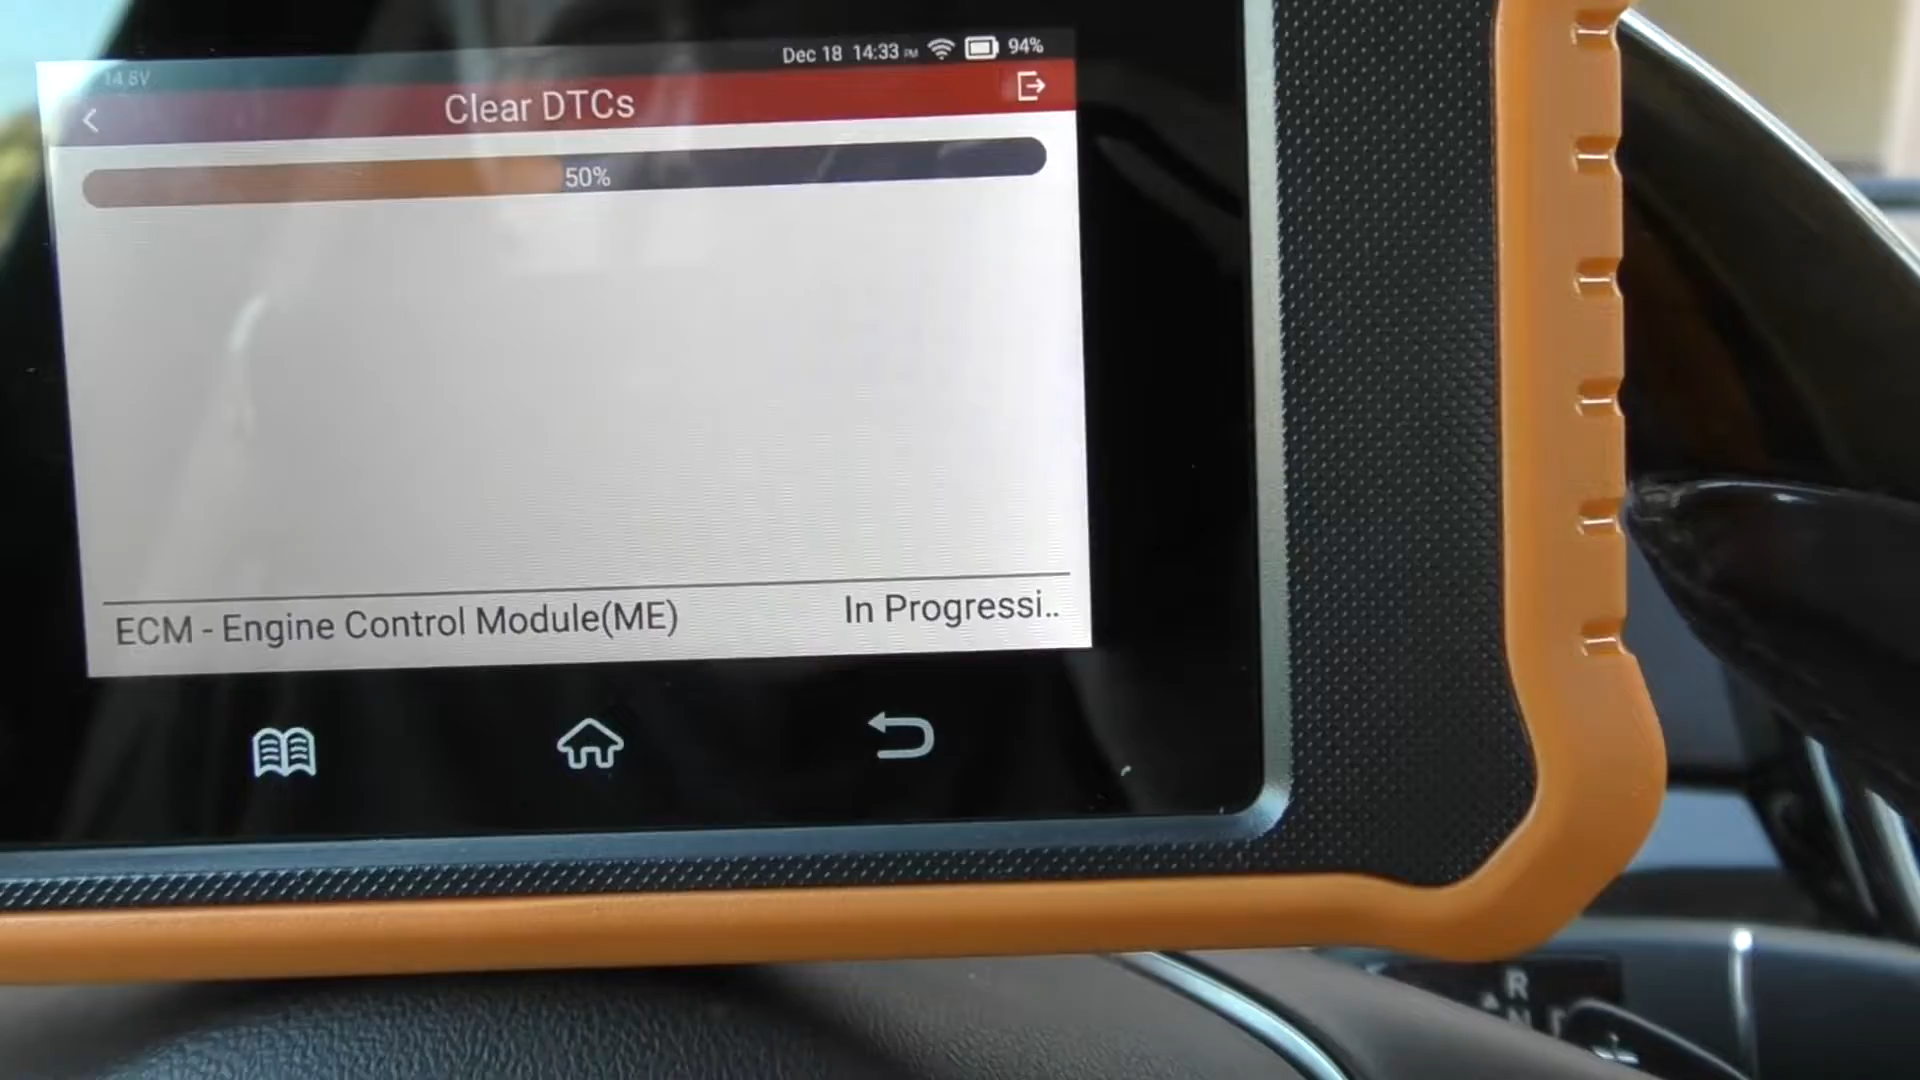 Dec 18 14:33 PM 94%
14.8V
Clear DTCs
50%
ECM - Engine Control Module(ME) In Progressi..
R
N